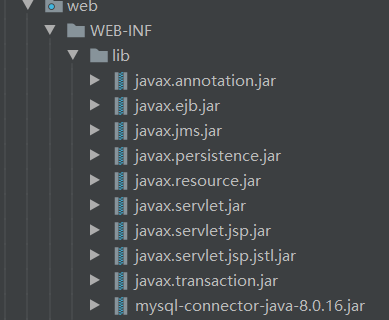 web
WEB-INF
lib
javax.annotation.jar
javax.ejb.jar
javax.jms.jar
javax.persistence.jar
javax.resource.jar
javax.servlet.jar
javax.servlet.jsp.jar
javax.servlet.jsp.jstl.jar
javax.transaction.jar
mysql-connector-java-8.0.16.jar